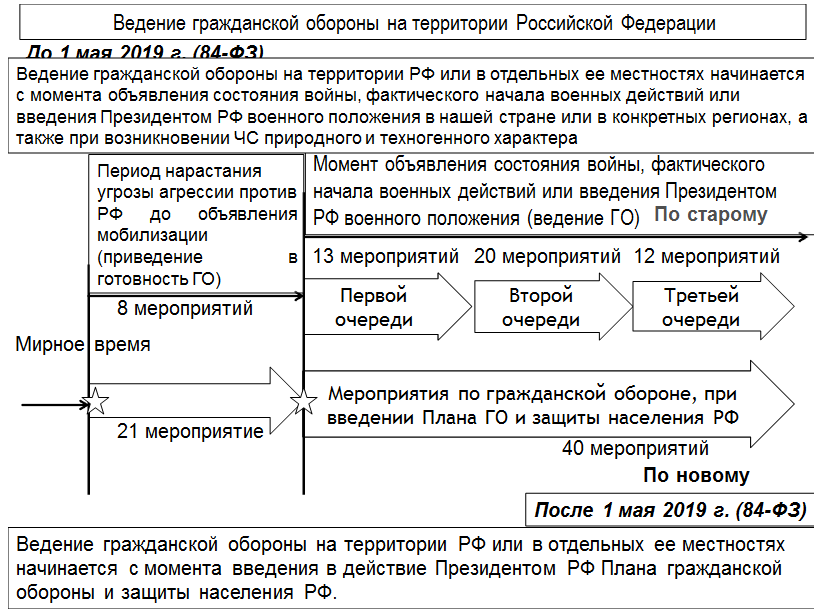 Ведение гражданской обороны на территории Российской Федерации
До 1 мая 2019 г. (84-ФЗ)
Ведение гражданской обороны на территории РФ или в отдельных ее местностях начинается
с момента объявления состояния войны, фактического начала военных действий или
введения Президентом РФ военного положения в нашей стране или в конкретных регионах, а
также при возникновении ЧС природного и техногенного характера
Период нарастания
угрозы агрессии против
РФ до объявления
мобилизации
(приведение в
готовность ГО)
Момент объявления состояния войны, фактического
начала военных действий или введения Президентом
РФ военного положения (ведение ГО) По старому
13 мероприятий 20 мероприятий 12 мероприятий
8 мероприятий
Первой
очереди
Второй
очереди
Третьей
очереди
Мирное время
21 мероприятие
Мероприятия по гражданской обороне, при
введении Плана ГО и защиты населения РФ
40 мероприятий
По новому
После 1 мая 2019 г. (84-ФЗ)
Ведение гражданской обороны на территории РФ или в отдельных ее местностях
начинается с момента введения в действие Президентом РФ Плана гражданской
обороны и защиты населения РФ.